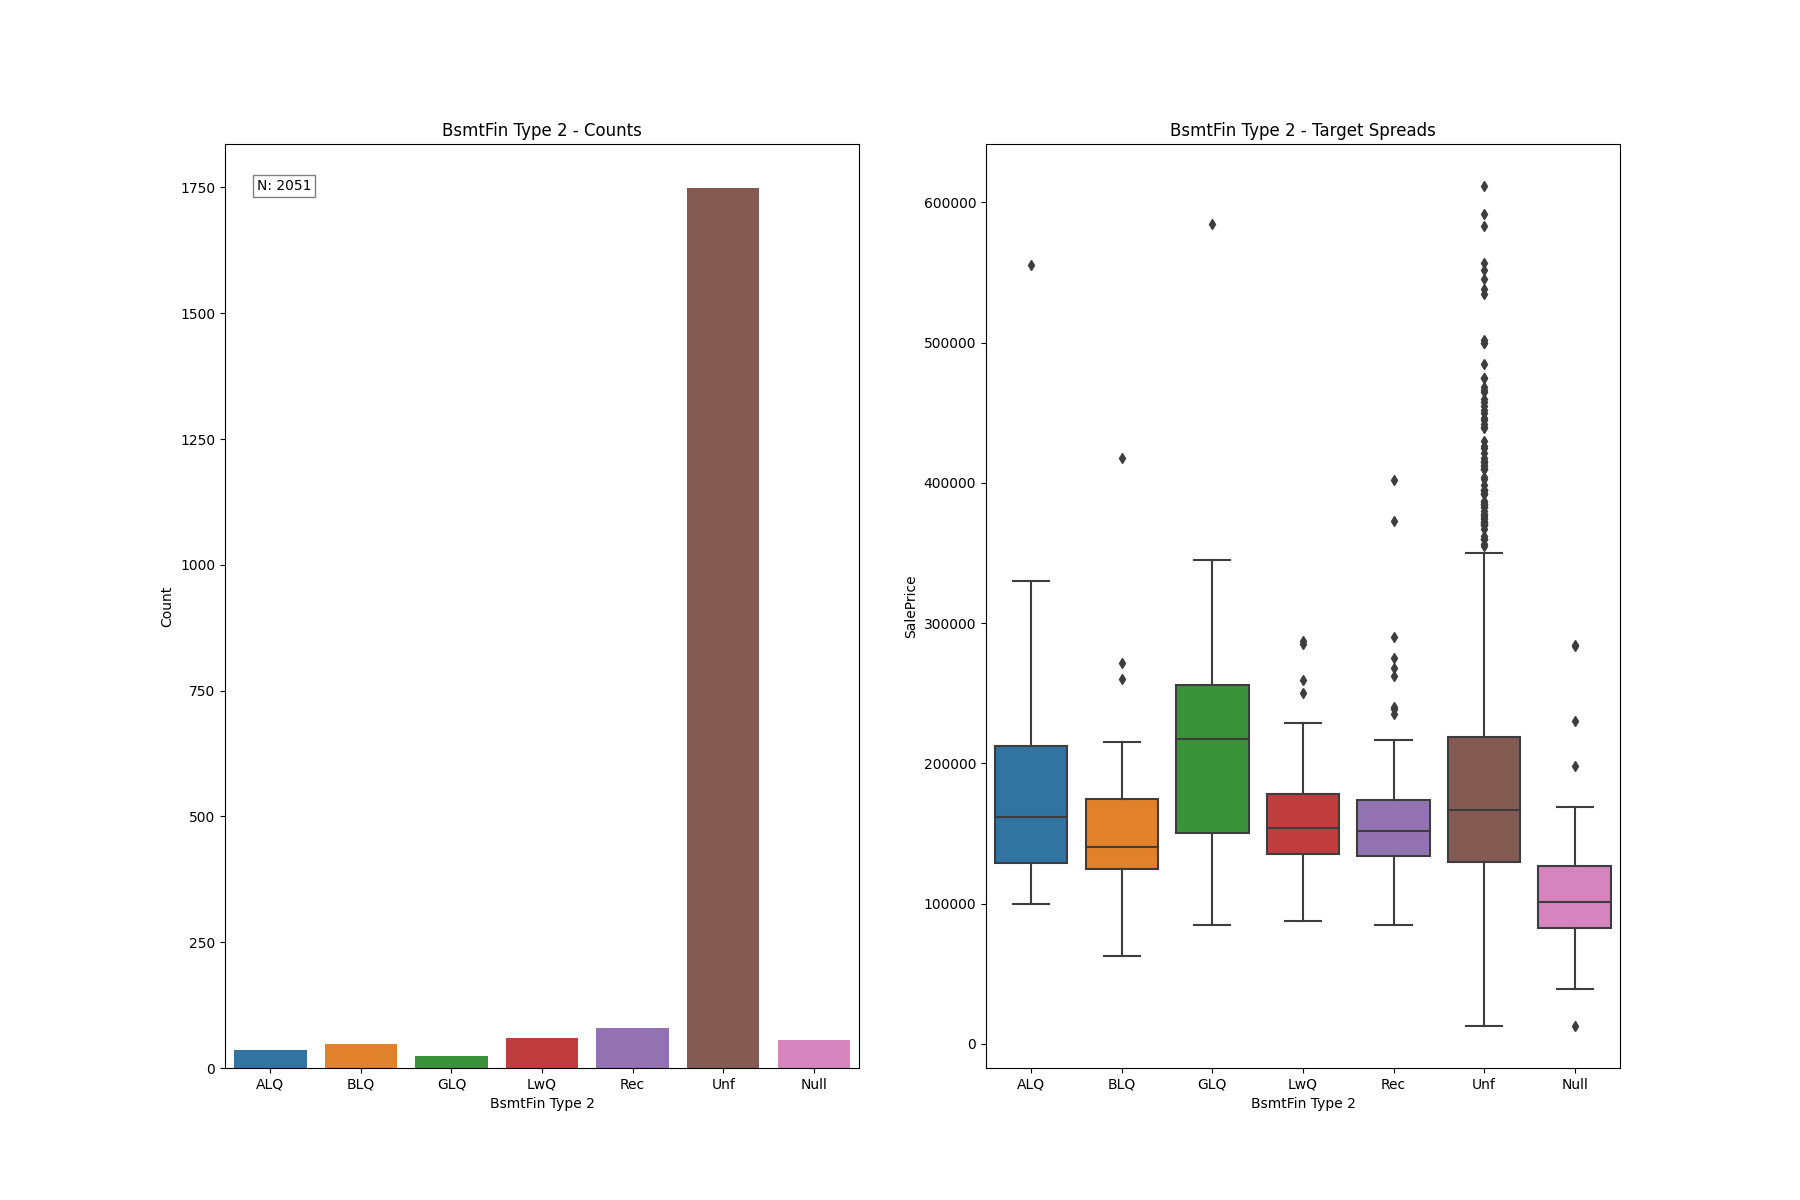 BsmtFin Type 2 - Counts
N: 2051
1750
1500
1250
1000
750
500
250
0
Count
ALQ BLQ GLQ LwQ Rec Unf Null
BsmtFin Type 2
BsmtFin Type 2 - Target Spreads
600000
500000
400000
300000
200000
100000
0
SalePrice
ALQ BLQ GLQ LwQ Rec Unf Null
BsmtFin Type 2